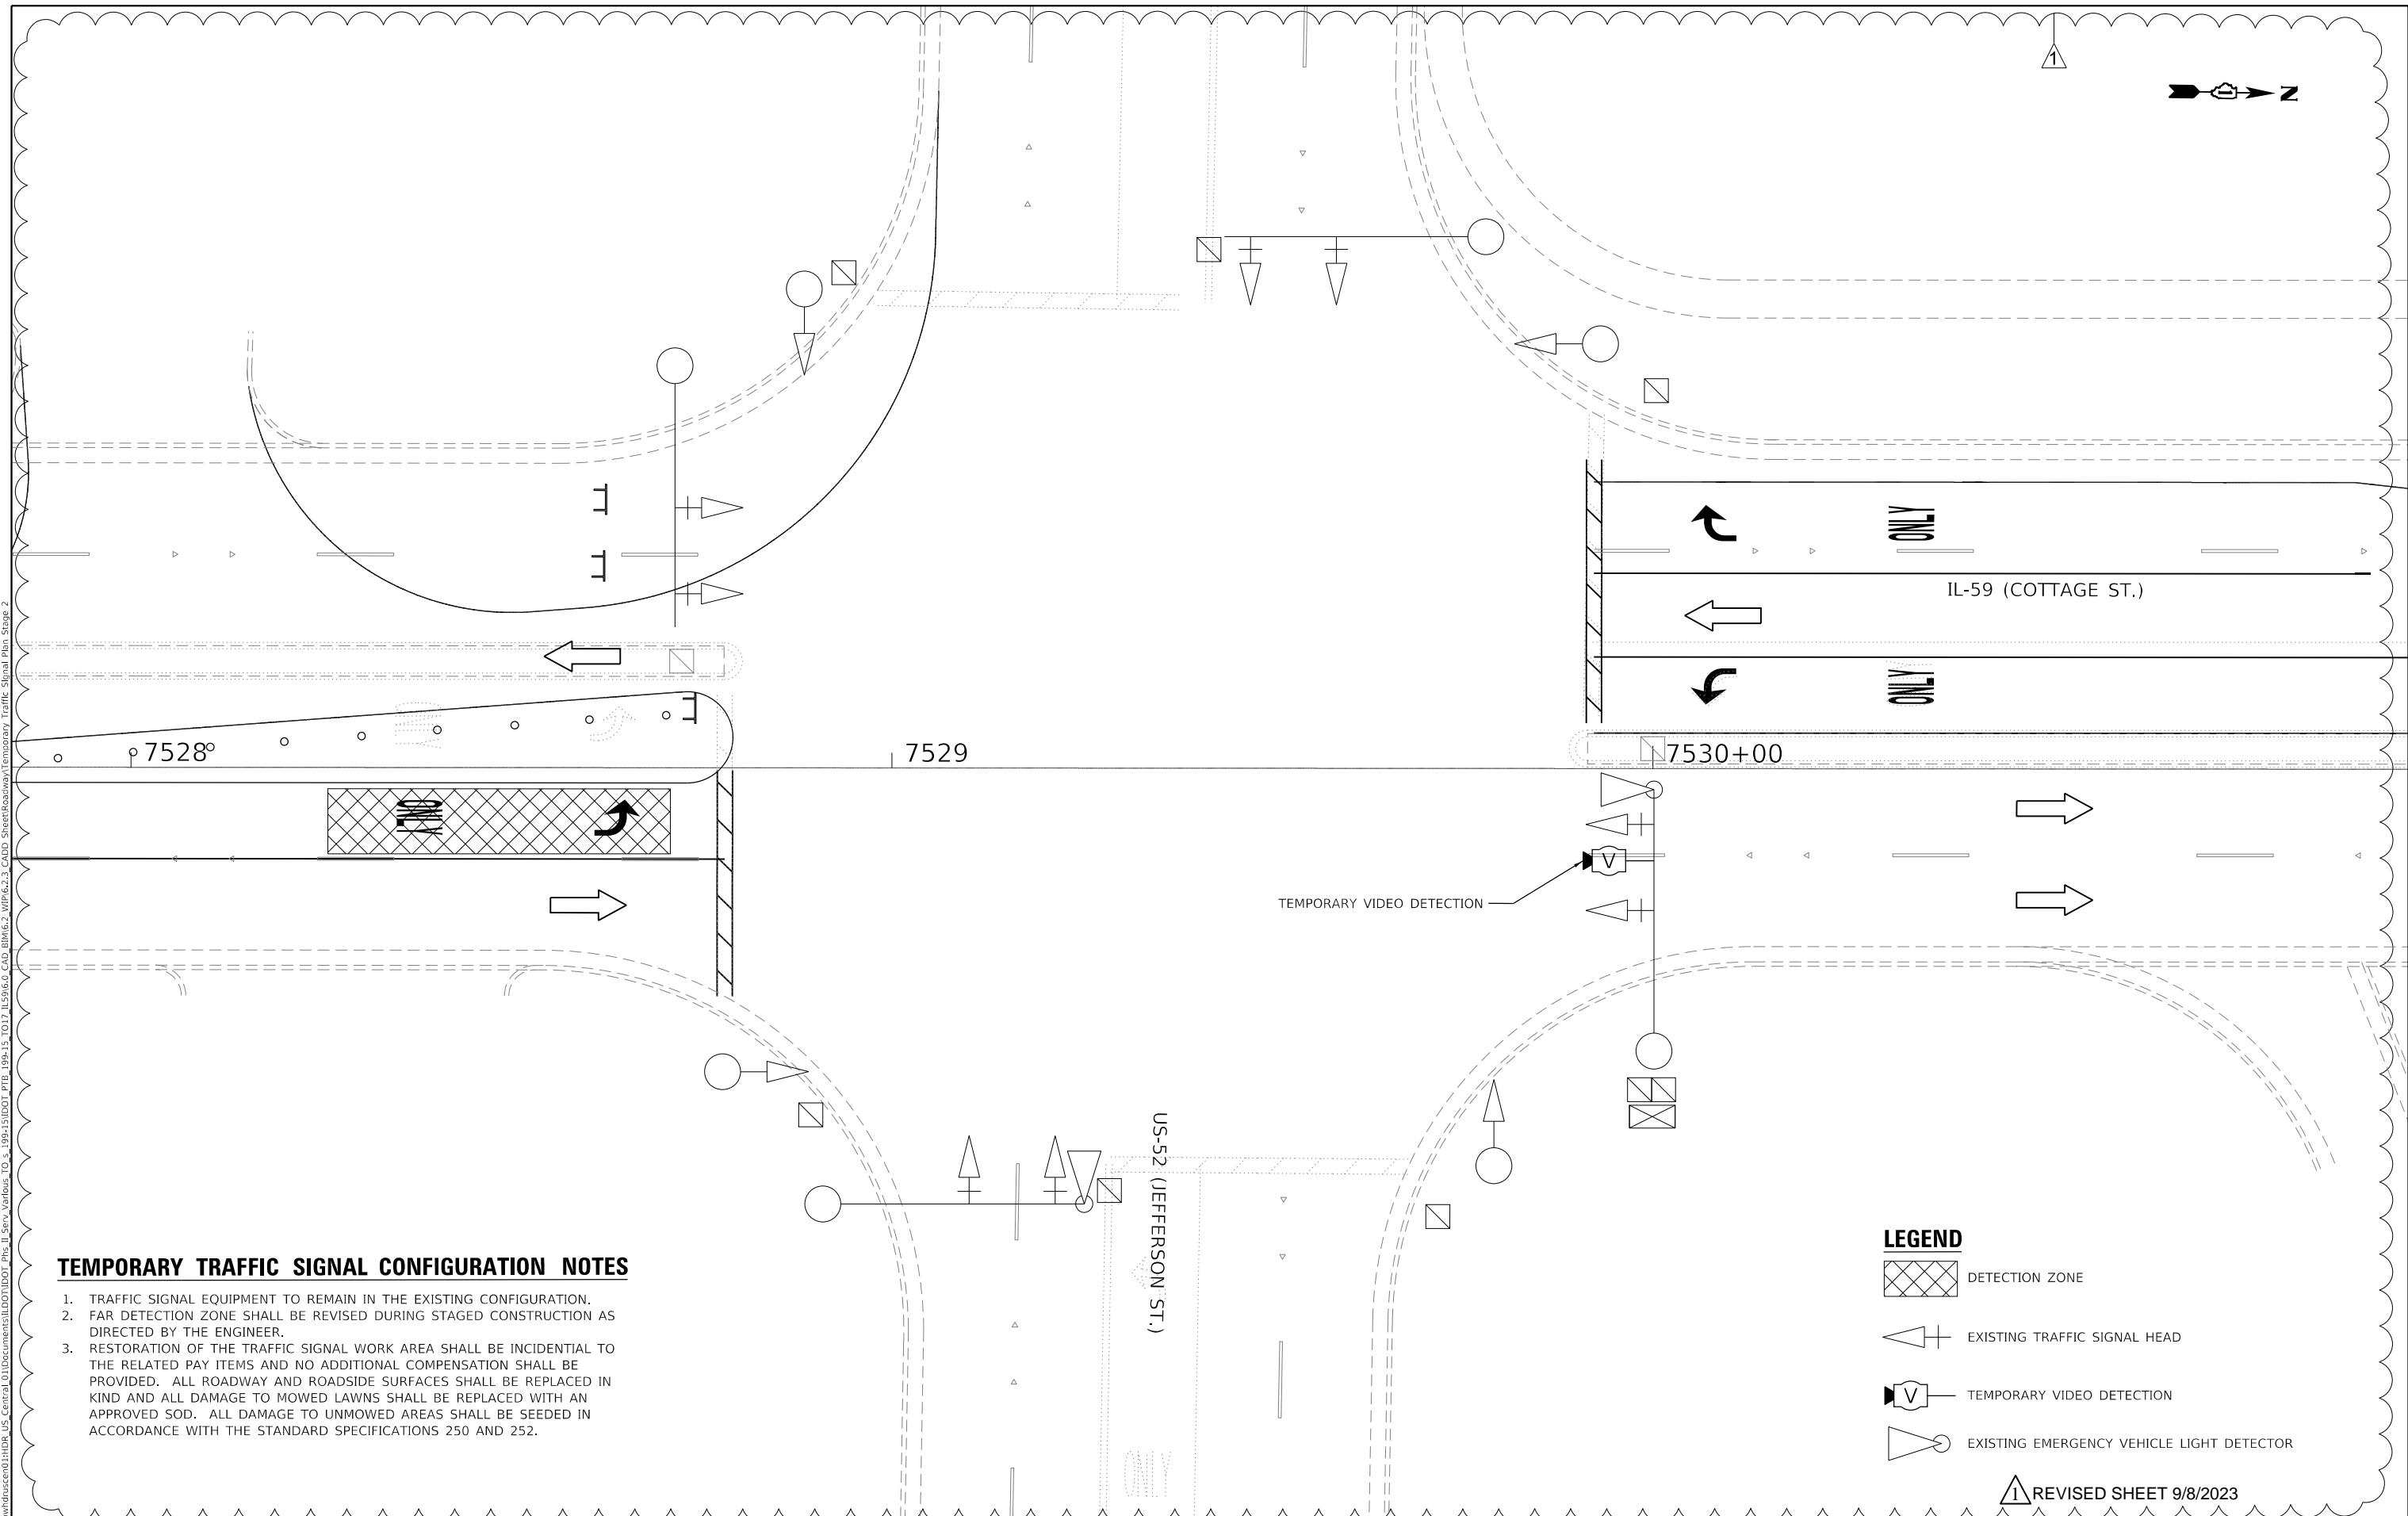 1
N
ONLY
IL-59 (COTTAGE ST.)
ONLY
ONLY
7528
7529
7530+00
ONLY
V
TEMPORARY VIDEO DETECTION
US-52 (JEFFERSON ST.)
ONLY
TEMPORARY TRAFFIC SIGNAL CONFIGURATION NOTES
1. TRAFFIC SIGNAL EQUIPMENT TO REMAIN IN THE EXISTING CONFIGURATION.
2. FAR DETECTION ZONE SHALL BE REVISED DURING STAGED CONSTRUCTION AS
DIRECTED BY THE ENGINEER.
3. RESTORATION OF THE TRAFFIC SIGNAL WORK AREA SHALL BE INCIDENTIAL TO
THE RELATED PAY ITEMS AND NO ADDITIONAL COMPENSATION SHALL BE
PROVIDED. ALL ROADWAY AND ROADSIDE SURFACES SHALL BE REPLACED IN
KIND AND ALL DAMAGE TO MOWED LAWNS SHALL BE REPLACED WITH AN
APPROVED SOD. ALL DAMAGE TO UNMOWED AREAS SHALL BE SEEDED IN
ACCORDANCE WITH THE STANDARD SPECIFICATIONS 250 AND 252.
LEGEND
DETECTION ZONE
EXISTING TRAFFIC SIGNAL HEAD
V TEMPORARY VIDEO DETECTION
EXISTING EMERGENCY VEHICLE LIGHT DETECTOR
1 REVISED SHEET 9/8/2023